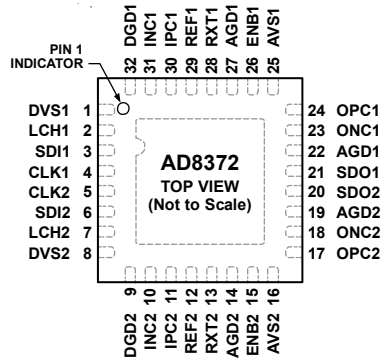 32 DGD1
31 INC1
30 IPC1
29 REF1
28 RXT1
27 AGD1
26 ENB1
25 AVS1
PIN 1
INDICATOR
DVS1 1
LCH1 2
SDI1 3
CLK1 4
CLK2 5
SDI2 6
LCH2 7
DVS2 8
AD8372
TOP VIEW
(Not to Scale)
24 OPC1
23 ONC1
22 AGD1
21 SDO1
20 SDO2
19 AGD2
18 ONC2
17 OPC2
DGD2 9
INC2 10
IPC2 11
REF2 12
RXT2 13
AGD2 14
ENB2 15
AVS2 16